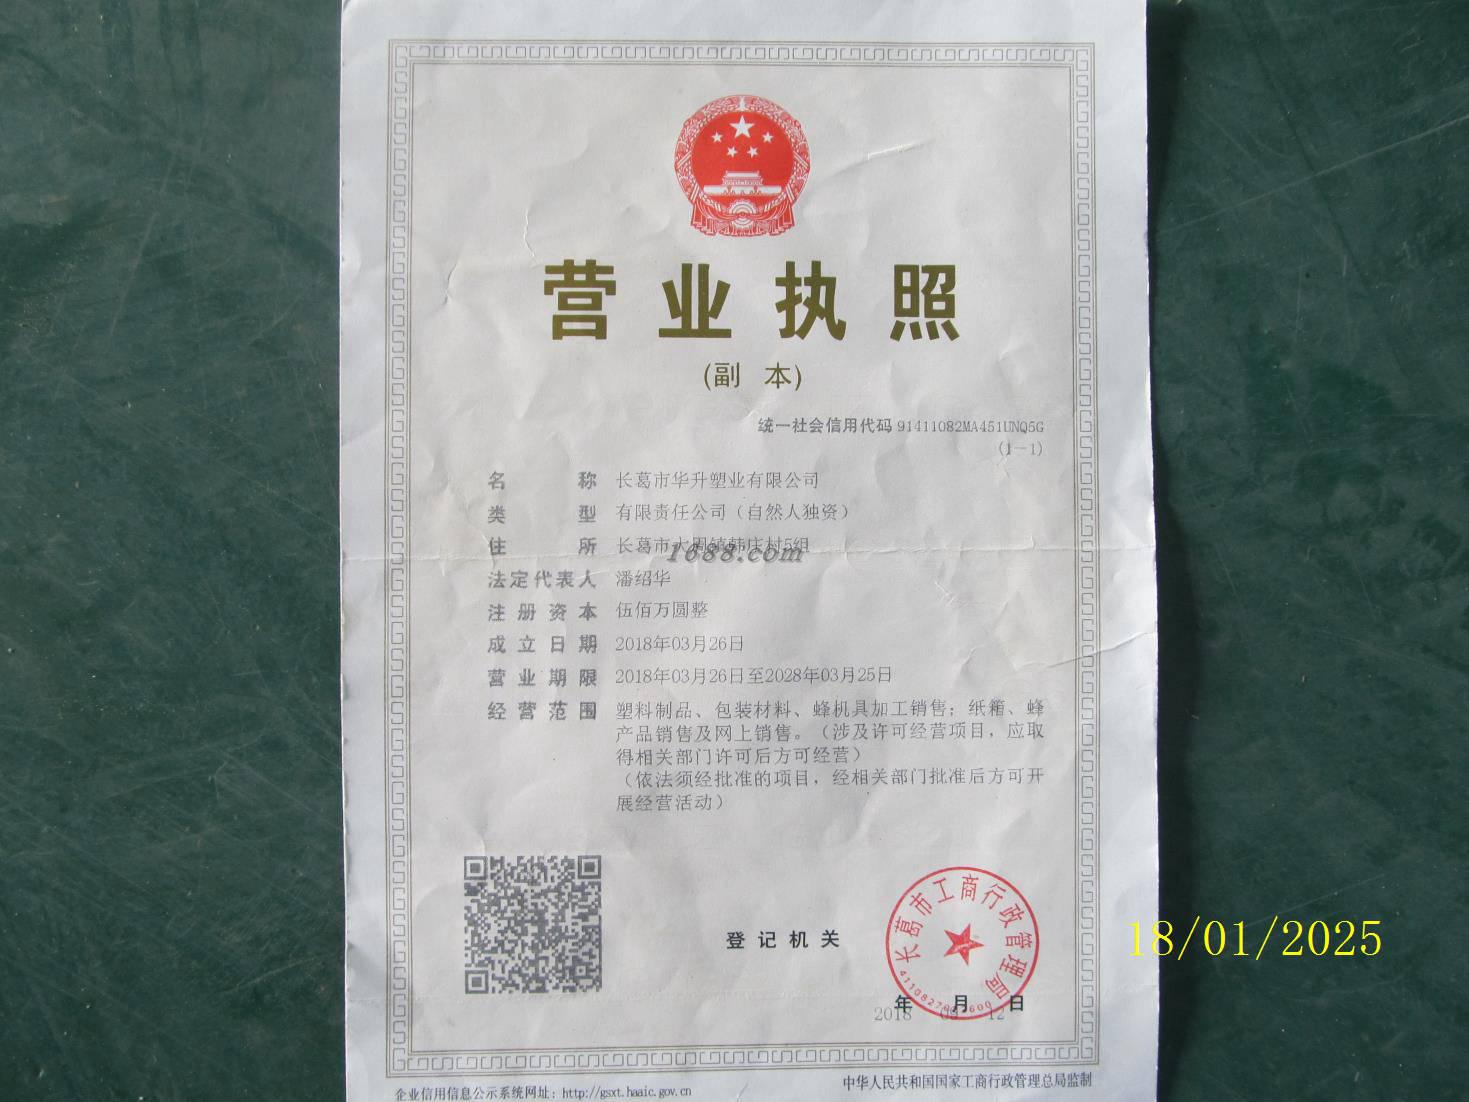 营业执照
(副 本)
统一社会信用代码 91411082MA451UNQ5G
(1-1)
名 称 长葛市华升塑业有限公司
类 型 有限责任公司（自然人独资）
住 所 长葛市大周镇韩庄村5组
1688.com
法定代表人 潘绍华
注册资本 伍佰万圆整
成立日期 2018年03月26日
营业期限 2018年03月26日至2028年03月25日
经营范围 塑料制品、包装材料、蜂机具加工销售；纸箱、蜂
产品销售及网上销售。（涉及许可经营项目，应取
得相关部门许可后方可经营）
（依法须经批准的项目，经相关部门批准后方可开
展经营活动）
长葛市工商行政管理局
登记机关
18/01/2025
年 月 日
2018 12
企业信用信息公示系统网址：http://gsxt.haaic.gov.cn
中华人民共和国国家工商行政管理总局监制